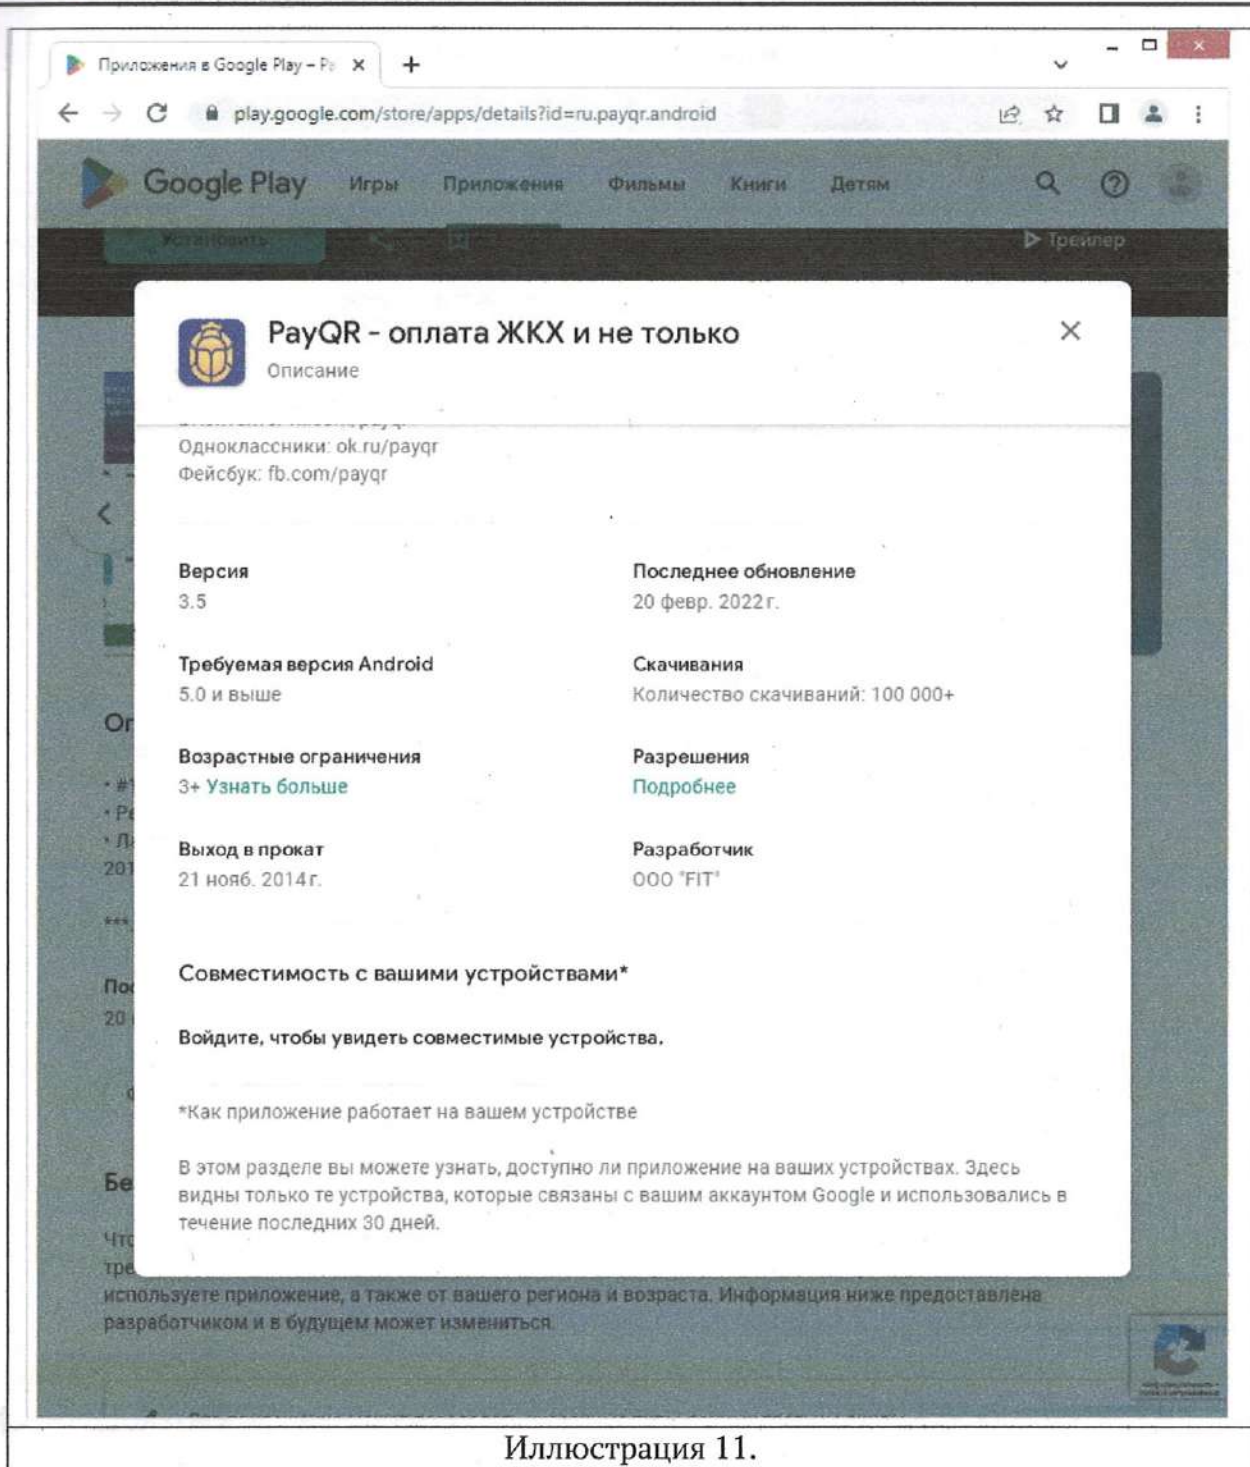 Приложения в Google Play – Pa
play.google.com/store/apps/details?id=ru.payqr.android
Google Play Игры Приложения Фильмы Книги Детям
Установить Трейлер
PayQR - оплата ЖКХ и не только
Описание
Одноклассники: ok.ru/payqr
Фейсбук: fb.com/payqr
Версия Последнее обновление
3.5 20 февр. 2022 г.
Требуемая версия Android Скачивания
5.0 и выше Количество скачиваний: 100 000+
Возрастные ограничения Разрешения
3+ Узнать больше Подробнее
Выход в прокат Разработчик
21 нояб. 2014 г. ООО "FIT"
Совместимость с вашими устройствами*
Войдите, чтобы увидеть совместимые устройства.
*Как приложение работает на вашем устройстве
В этом разделе вы можете узнать, доступно ли приложение на ваших устройствах. Здесь
видны только те устройства, которые связаны с вашим аккаунтом Google и использовались в
течение последних 30 дней.
используете приложение, а также от вашего региона и возраста. Информация ниже предоставлена
разработчиком и в будущем может измениться.
Иллюстрация 11.